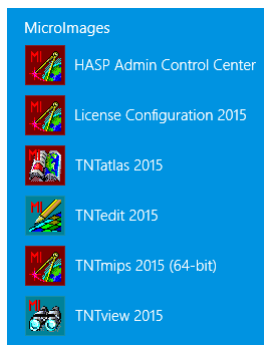 MicroImages
HASP Admin Control Center
License Configuration 2015
TNTatlas 2015
TNTedit 2015
TNTmips 2015 (64-bit)
TNTview 2015